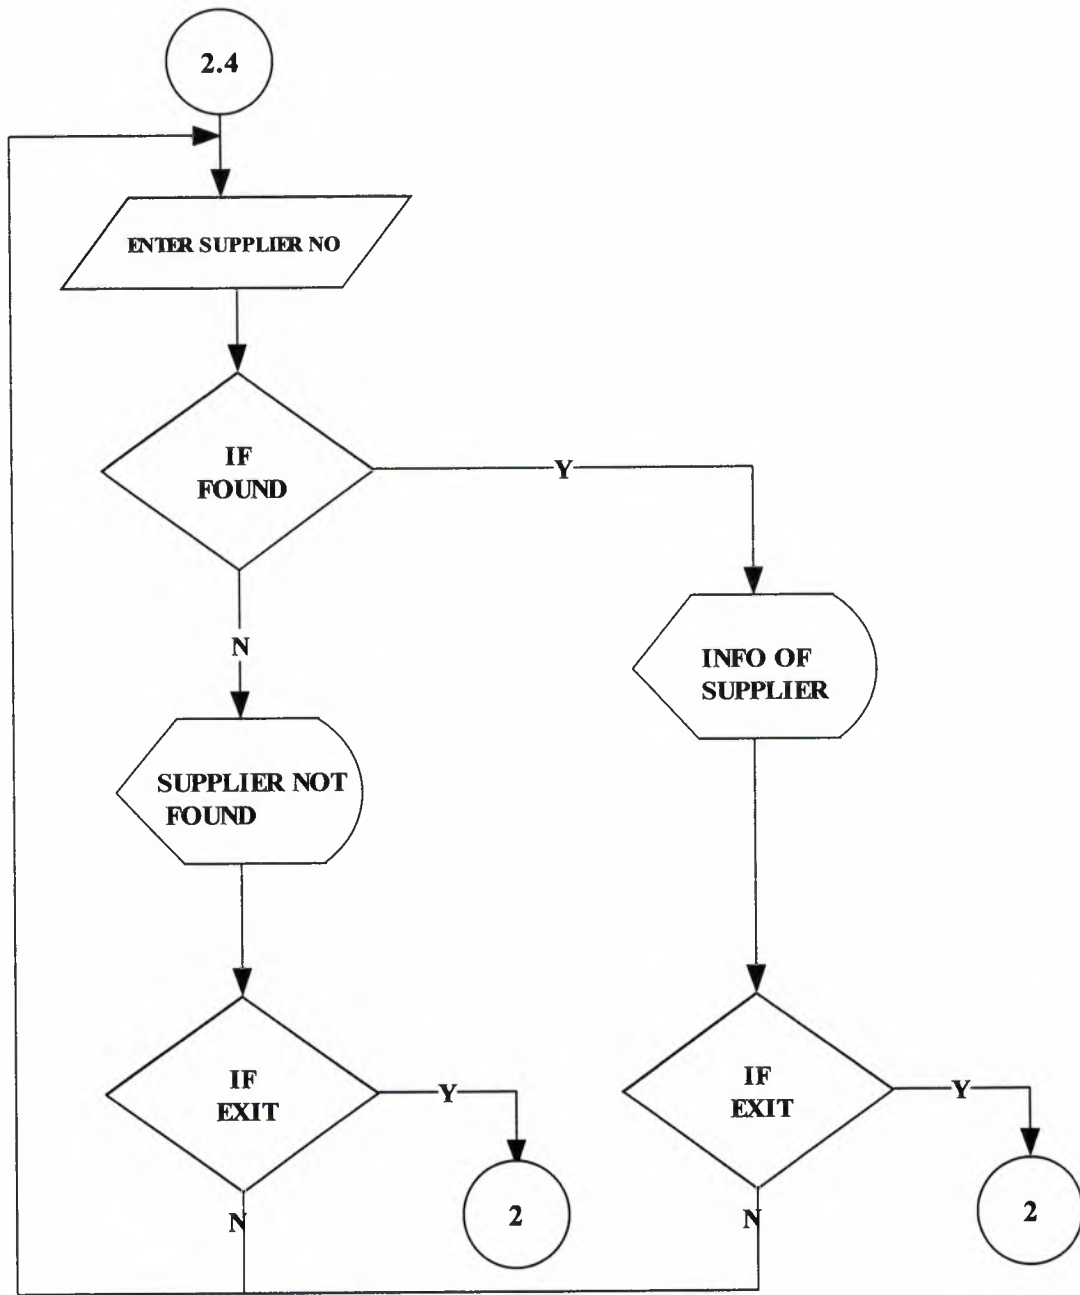 2.4
ENTER SUPPLIER NO
IF
FOUND
Y
N
INFO OF
SUPPLIER
SUPPLIER NOT
FOUND
IF
EXIT
Y
2
N
IF
EXIT
Y
2
N